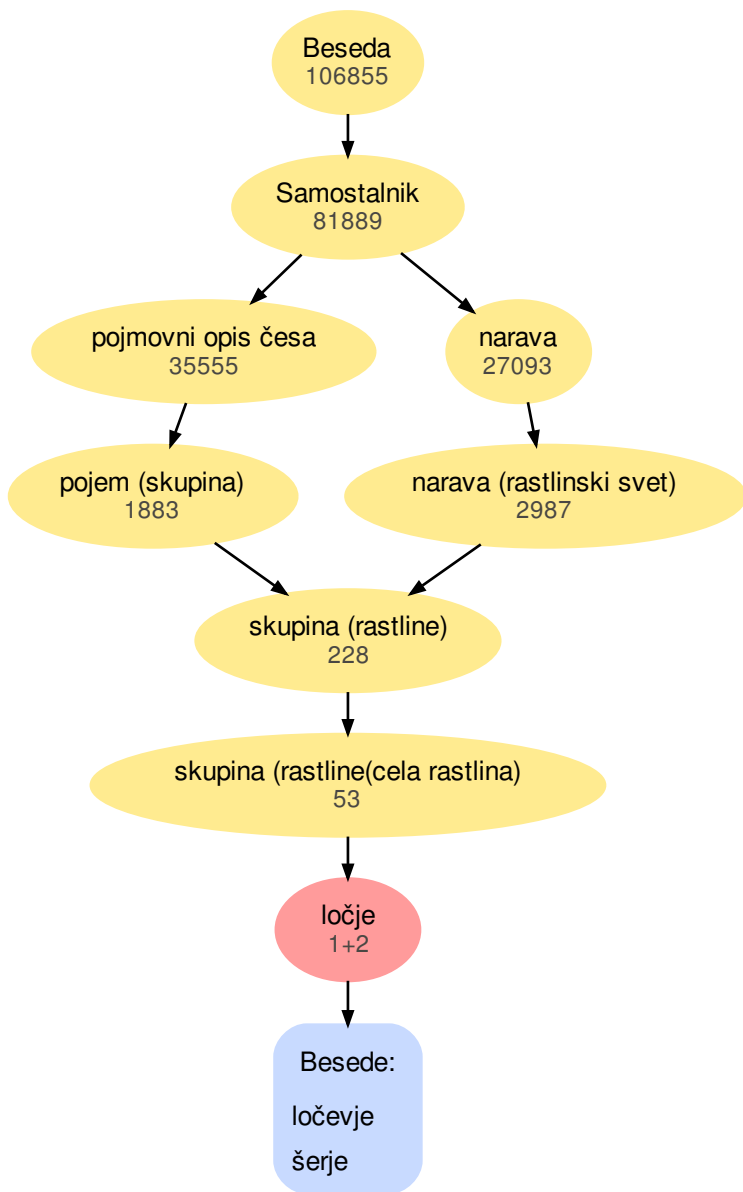 Beseda
106855
Samostalnik
81889
pojmovni opis česa
35555
narava
27093
pojem (skupina)
1883
narava (rastlinski svet)
2987
skupina (rastline)
228
skupina (rastline(cela rastlina)
53
ločje
1+2
Besede:
ločevje
šerje